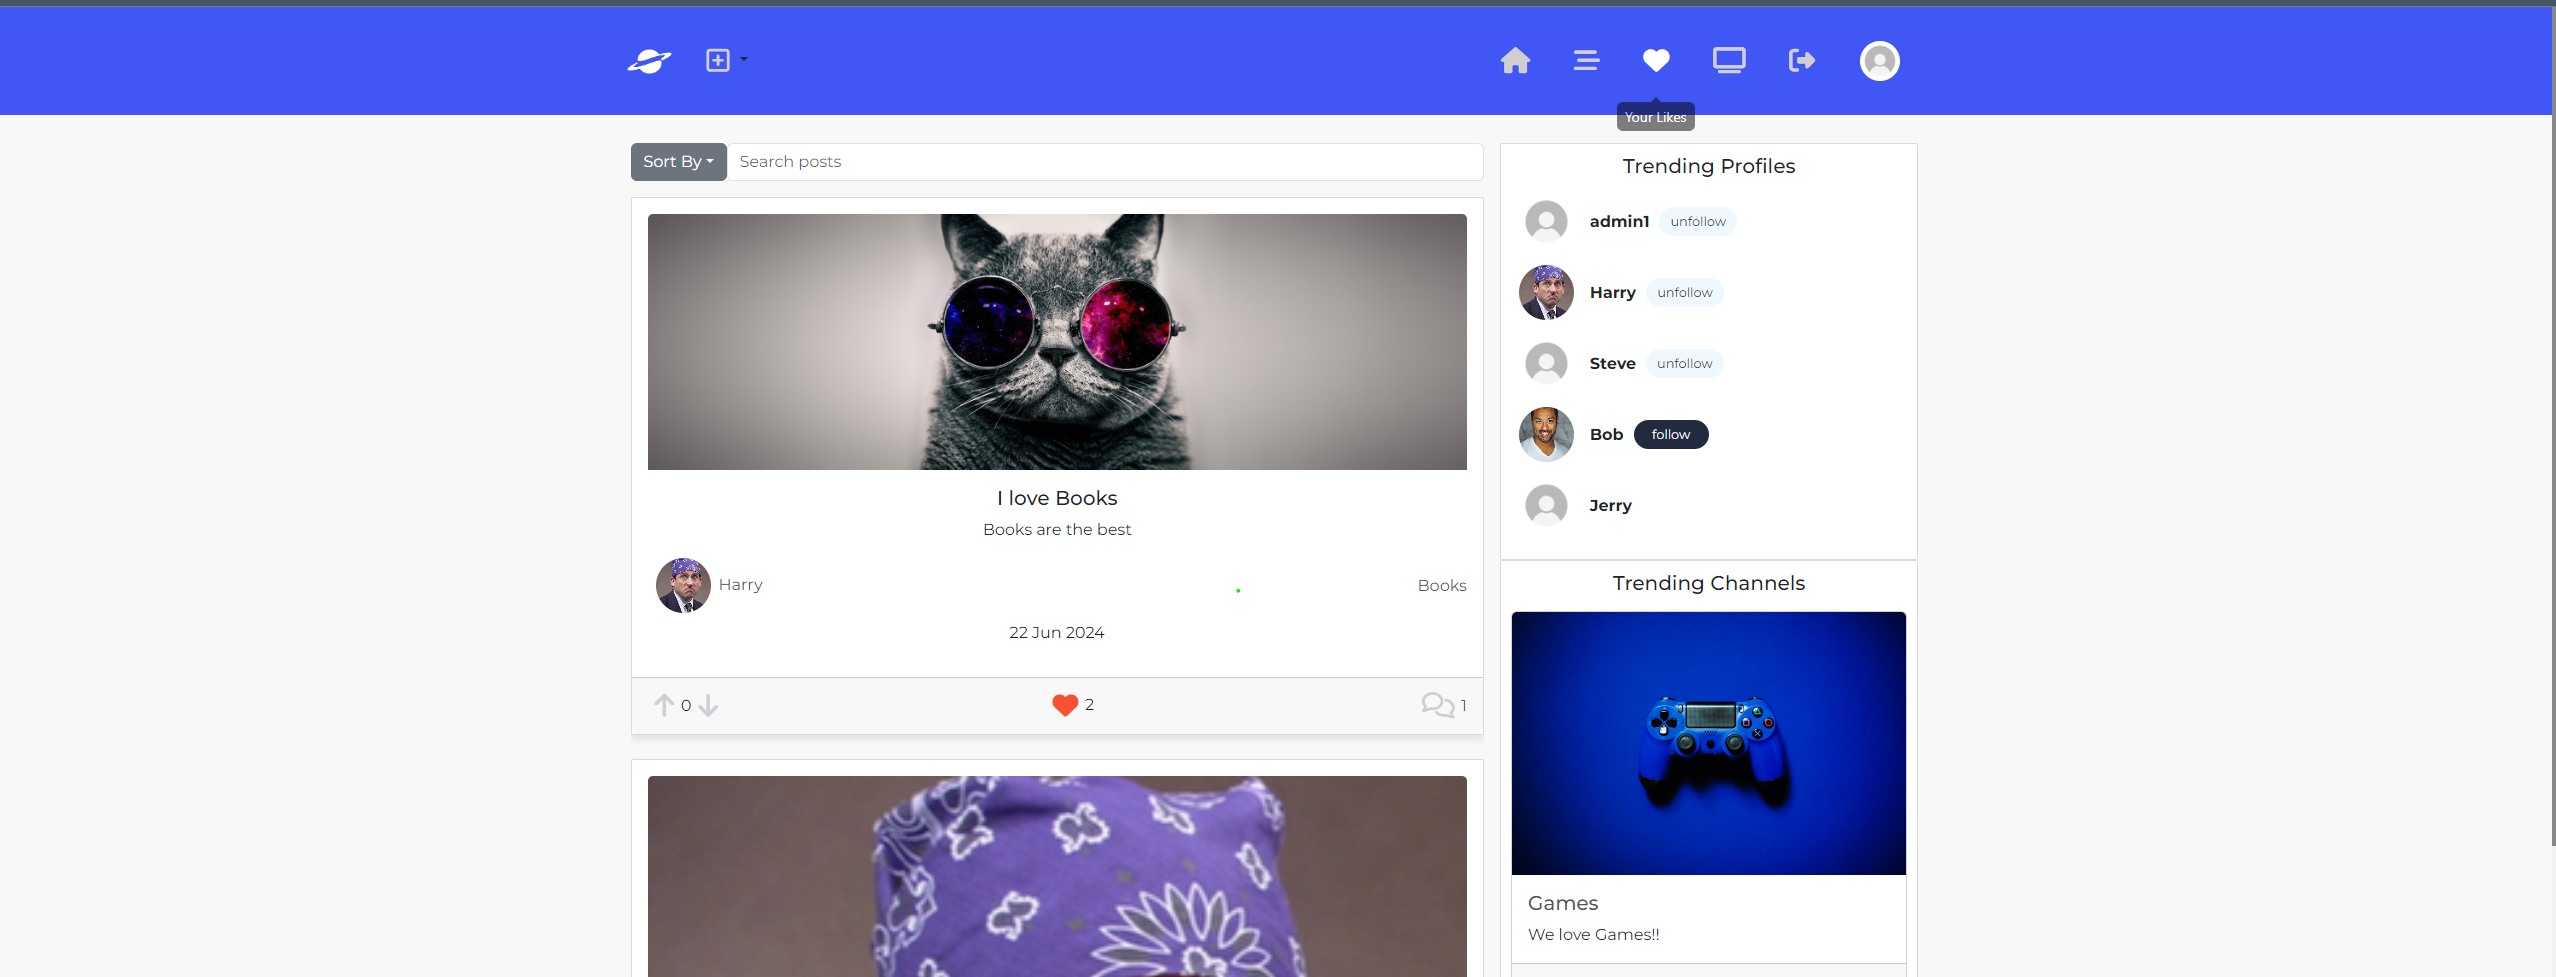 Your Likes
Sort By
Search posts
I love Books
Books are the best
Harry
Books
22 Jun 2024
0
2
1
Trending Profiles
admin1 unfollow
Harry unfollow
Steve unfollow
Bob follow
Jerry
Trending Channels
Games
We love Games!!